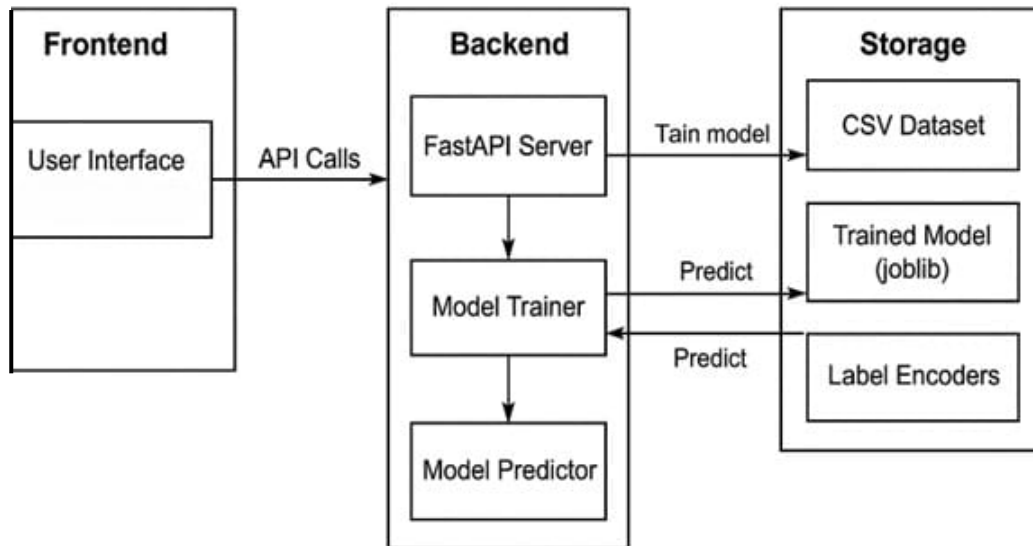 Frontend
User Interface
API Calls
Backend
FastAPI Server
Model Trainer
Model Predictor
Tain model
Predict
Predict
Storage
CSV Dataset
Trained Model
(joblib)
Label Encoders